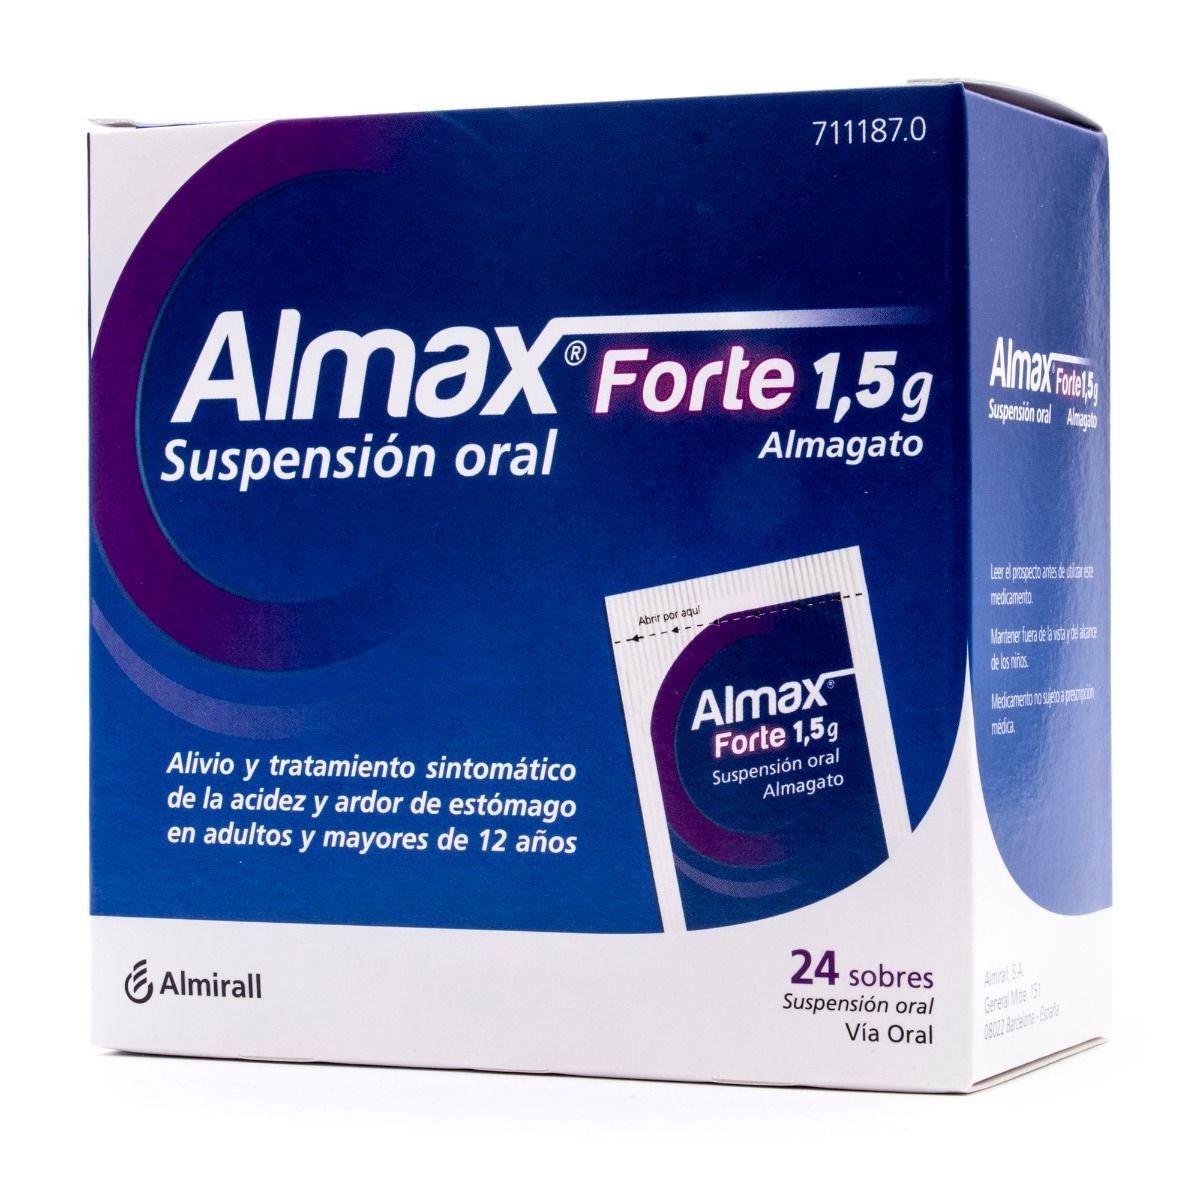 711187.0
Almax® Forte 1,5 g
Suspensión oral
Almagato
Abrir por aquí
Almax®
Forte 1,5 g
Suspensión oral
Almagato
Alivio y tratamiento sintomático
de la acidez y ardor de estómago
en adultos y mayores de 12 años
Almirall
24 sobres
Suspensión oral
Vía Oral
Almax® Forte 1,5 g
Suspensión oral Almagato
Leer el prospecto antes de utilizar este
medicamento.
Mantener fuera de la vista y del alcance
de los niños.
Medicamento no sujeto a prescripción
médica.
Almirall, S.A.
General Mitre, 151
08022 Barcelona - España